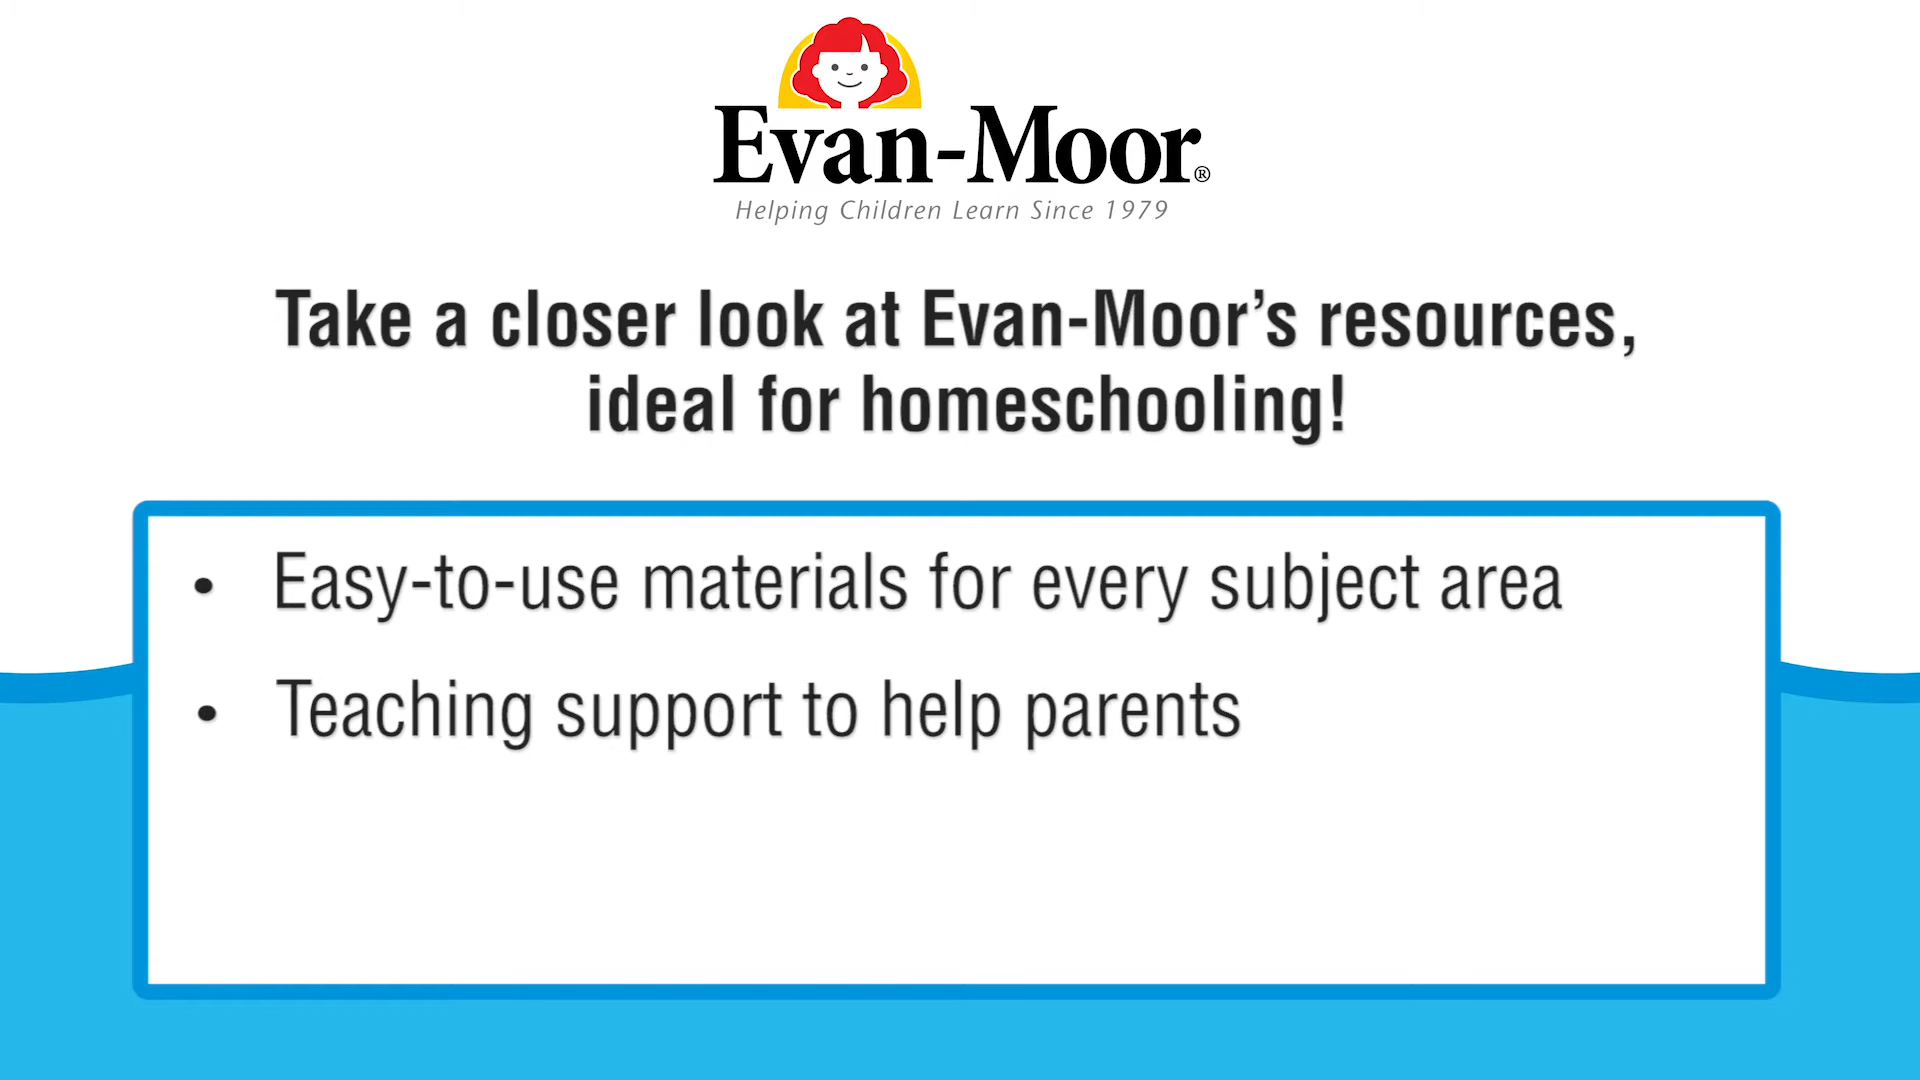 Evan-Moor®
Helping Children Learn Since 1979
Take a closer look at Evan-Moor’s resources,
ideal for homeschooling!
• Easy-to-use materials for every subject area
• Teaching support to help parents